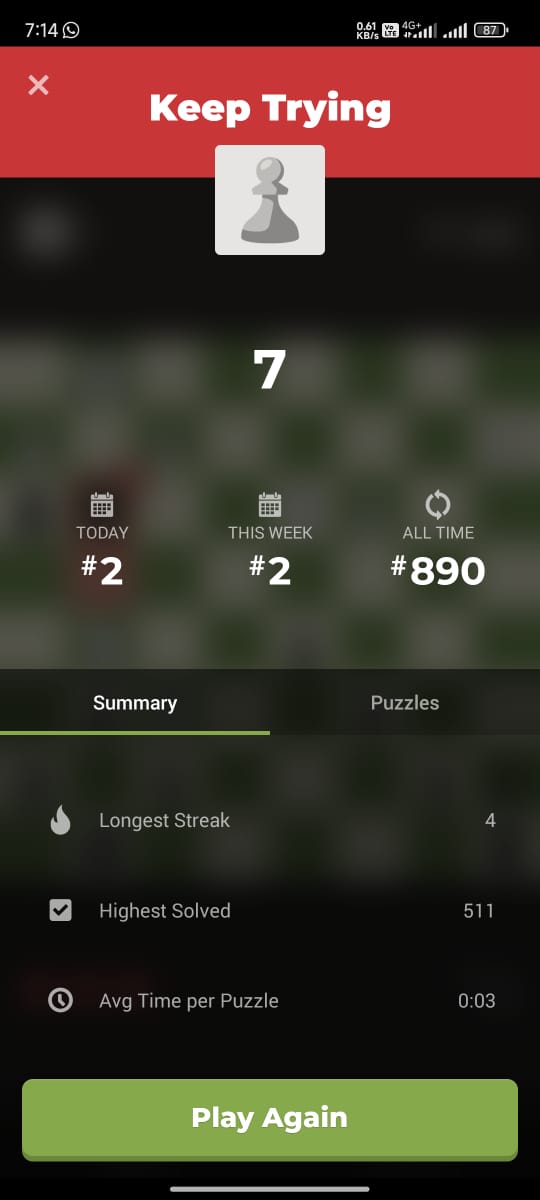 7:14
0.61 KB/s Vo LTE 4G+ 87
Keep Trying
7
TODAY
#2
THIS WEEK
#2
ALL TIME
#890
Summary
Puzzles
Longest Streak 4
Highest Solved 511
Avg Time per Puzzle 0:03
Play Again